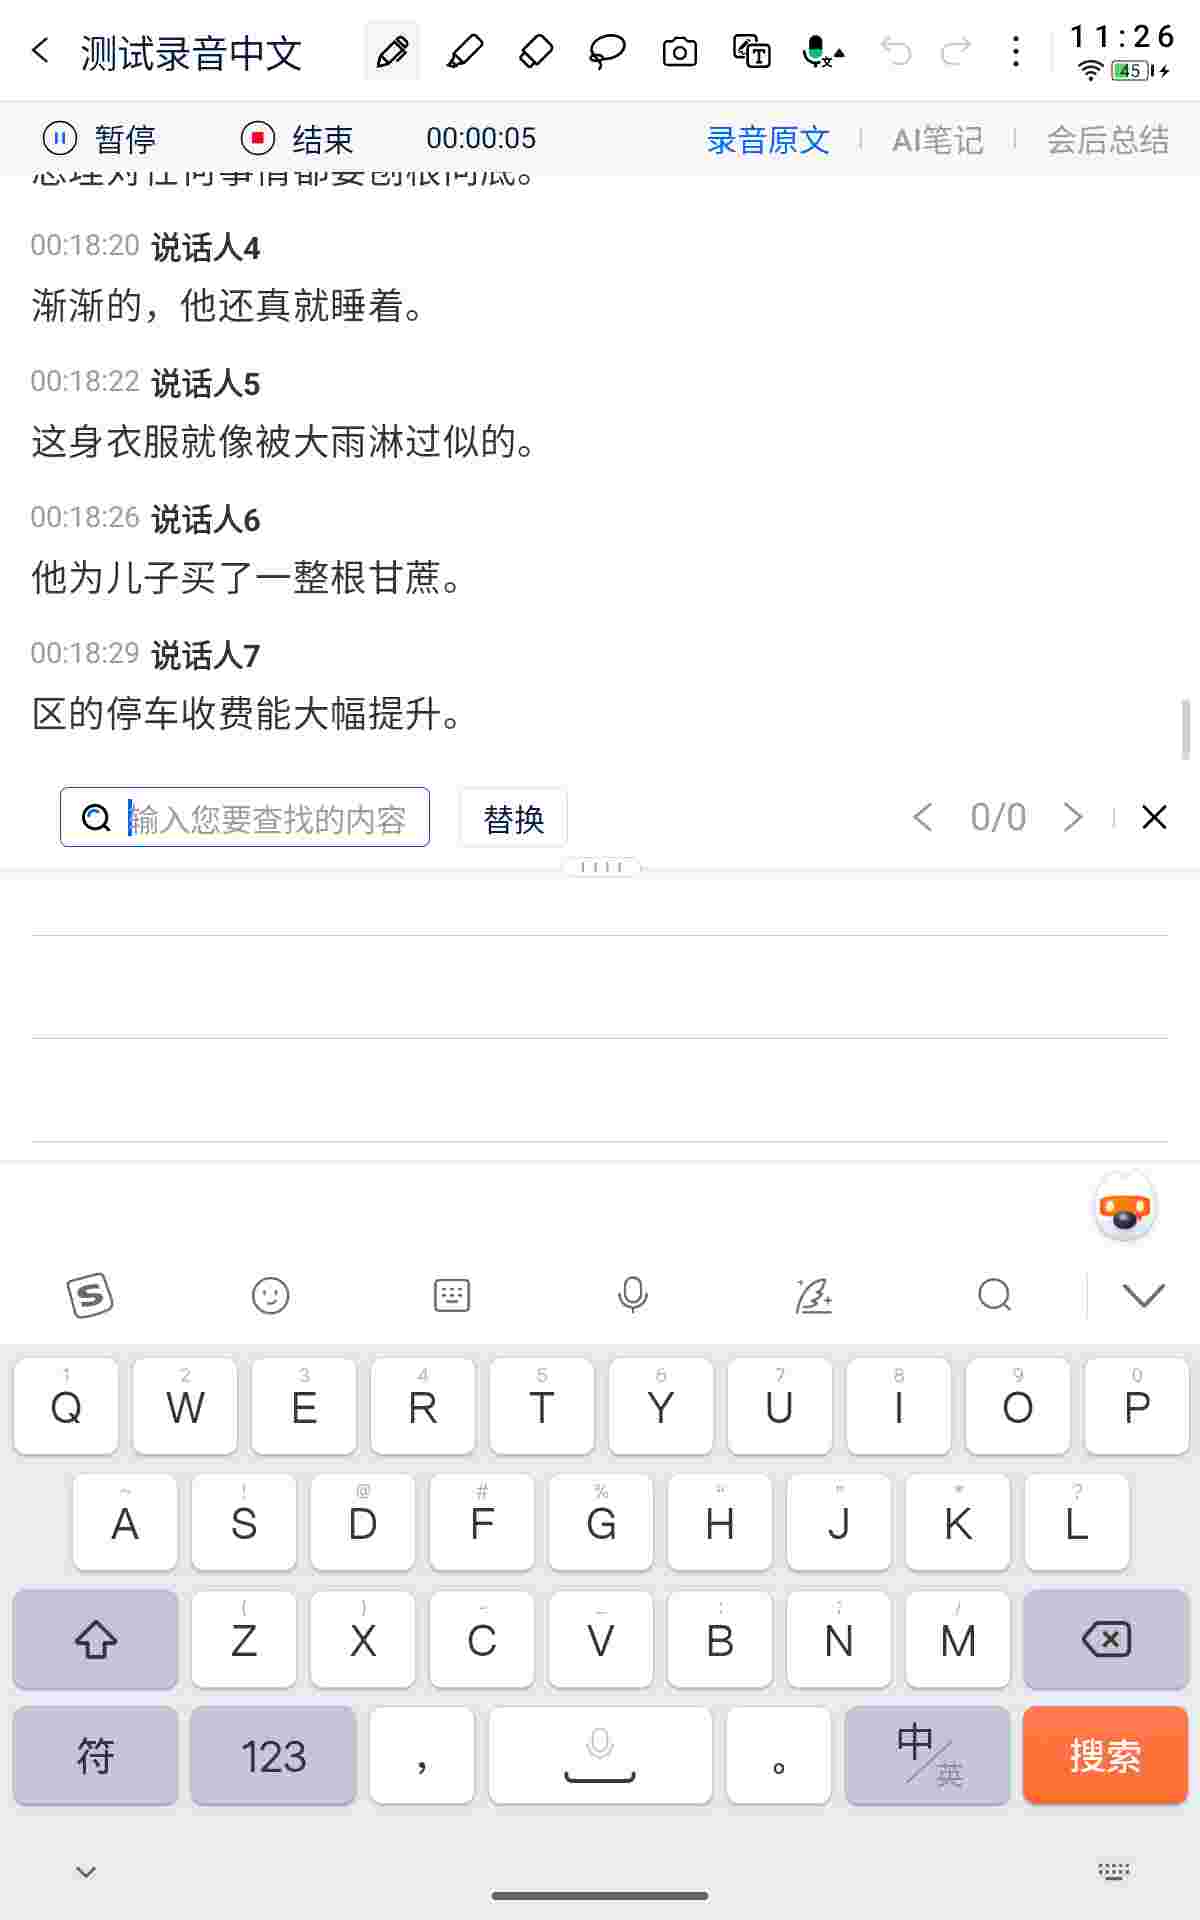 测试录音中文
11:26
45
暂停
结束
00:00:05
录音原文
AI笔记
会后总结
00:18:20 说话人4
渐渐的，他还真就睡着。
00:18:22 说话人5
这身衣服就像被大雨淋过似的。
00:18:26 说话人6
他为儿子买了一整根甘蔗。
00:18:29 说话人7
区的停车收费能大幅提升。
输入您要查找的内容
替换
0/0
1 2 3 4 5 6 7 8 9 0
Q W E R T Y U I O P
~ ! @ # % “ ” * ?
A S D F G H J K L
( ) - _ : ; /
Z X C V B N M
符 123 ， 。 中/英 搜索